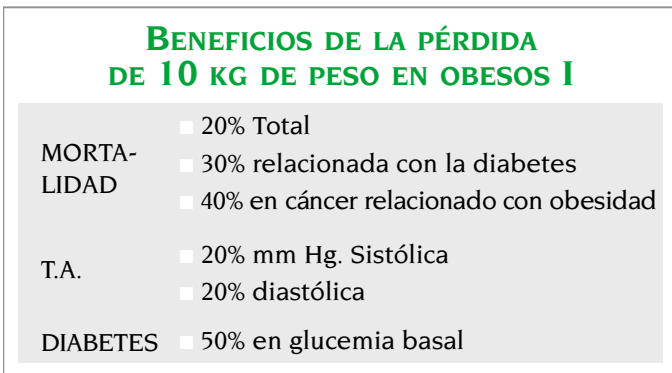 BENEFICIOS DE LA PÉRDIDA
DE 10 KG DE PESO EN OBESOS I
MORTA-
LIDAD
20% Total
30% relacionada con la diabetes
40% en cáncer relacionado con obesidad
T.A.
20% mm Hg. Sistólica
20% diastólica
DIABETES
50% en glucemia basal